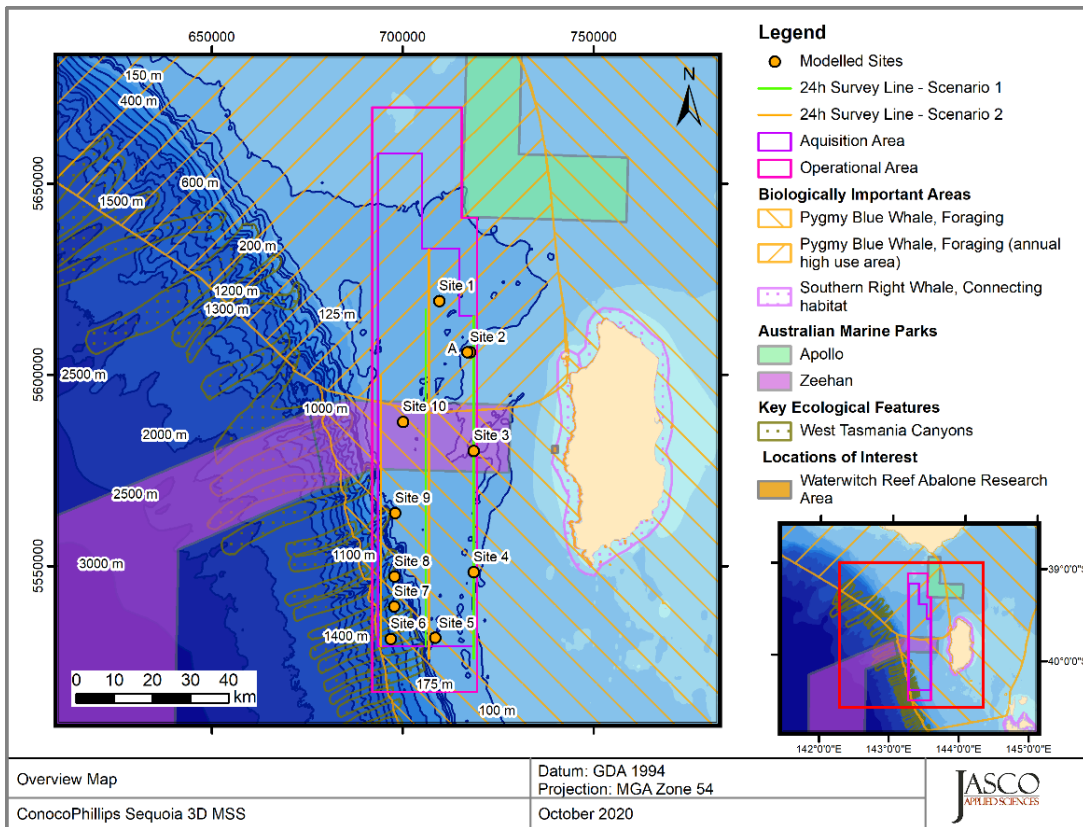 650000
700000
750000
5650000
5600000
5550000
150 m
400 m
600 m
1500 m
200 m
1200 m
1300 m
125 m
2500 m
1000 m
2000 m
2500 m
1100 m
3000 m
1400 m
175 m
100 m
N
Site 1
A
Site 2
Site 10
Site 3
Site 9
Site 8
Site 4
Site 7
Site 6
Site 5
0 10 20 30 40
km
Legend
Modelled Sites
24h Survey Line - Scenario 1
24h Survey Line - Scenario 2
Aquisition Area
Operational Area
Biologically Important Areas
Pygmy Blue Whale, Foraging
Pygmy Blue Whale, Foraging (annual
high use area)
Southern Right Whale, Connecting
habitat
Australian Marine Parks
Apollo
Zeehan
Key Ecological Features
West Tasmania Canyons
Locations of Interest
Waterwitch Reef Abalone Research
Area
39°0'0"S
40°0'0"S
142°0'0"E 143°0'0"E 144°0'0"E 145°0'0"E
Overview Map
Datum: GDA 1994
Projection: MGA Zone 54
ConocoPhillips Sequoia 3D MSS
October 2020
JASCO
APPLIED SCIENCES